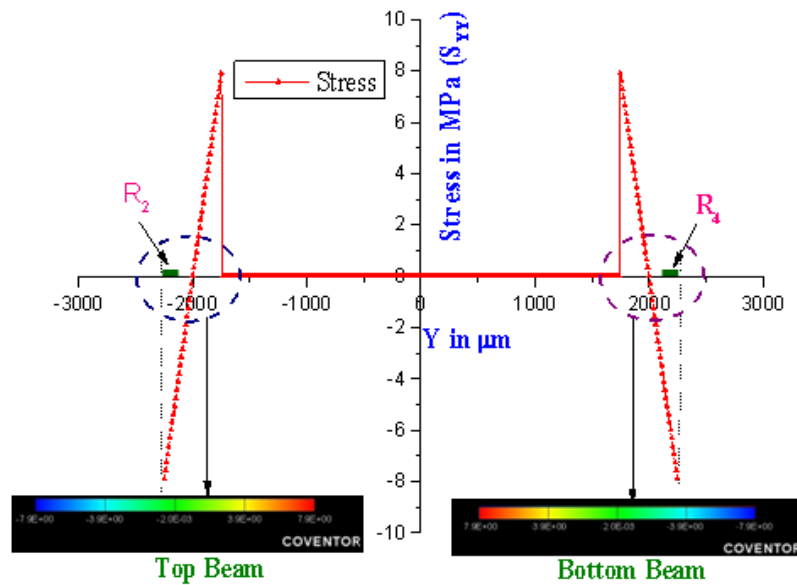 10
8
6
4
2
0
-2
-4
-6
-8
-10
Stress in MPa (S_YY)
Stress
R_2
R_4
-3000 -2000 -1000 0 1000 2000 3000
Y in μm
-7.9E+00 -3.9E+00 -2.0E-03 3.9E+00 7.9E+00
COVENTOR
7.9E+00 3.9E+00 2.0E-03 -3.9E+00 -7.9E+00
COVENTOR
Top Beam
Bottom Beam